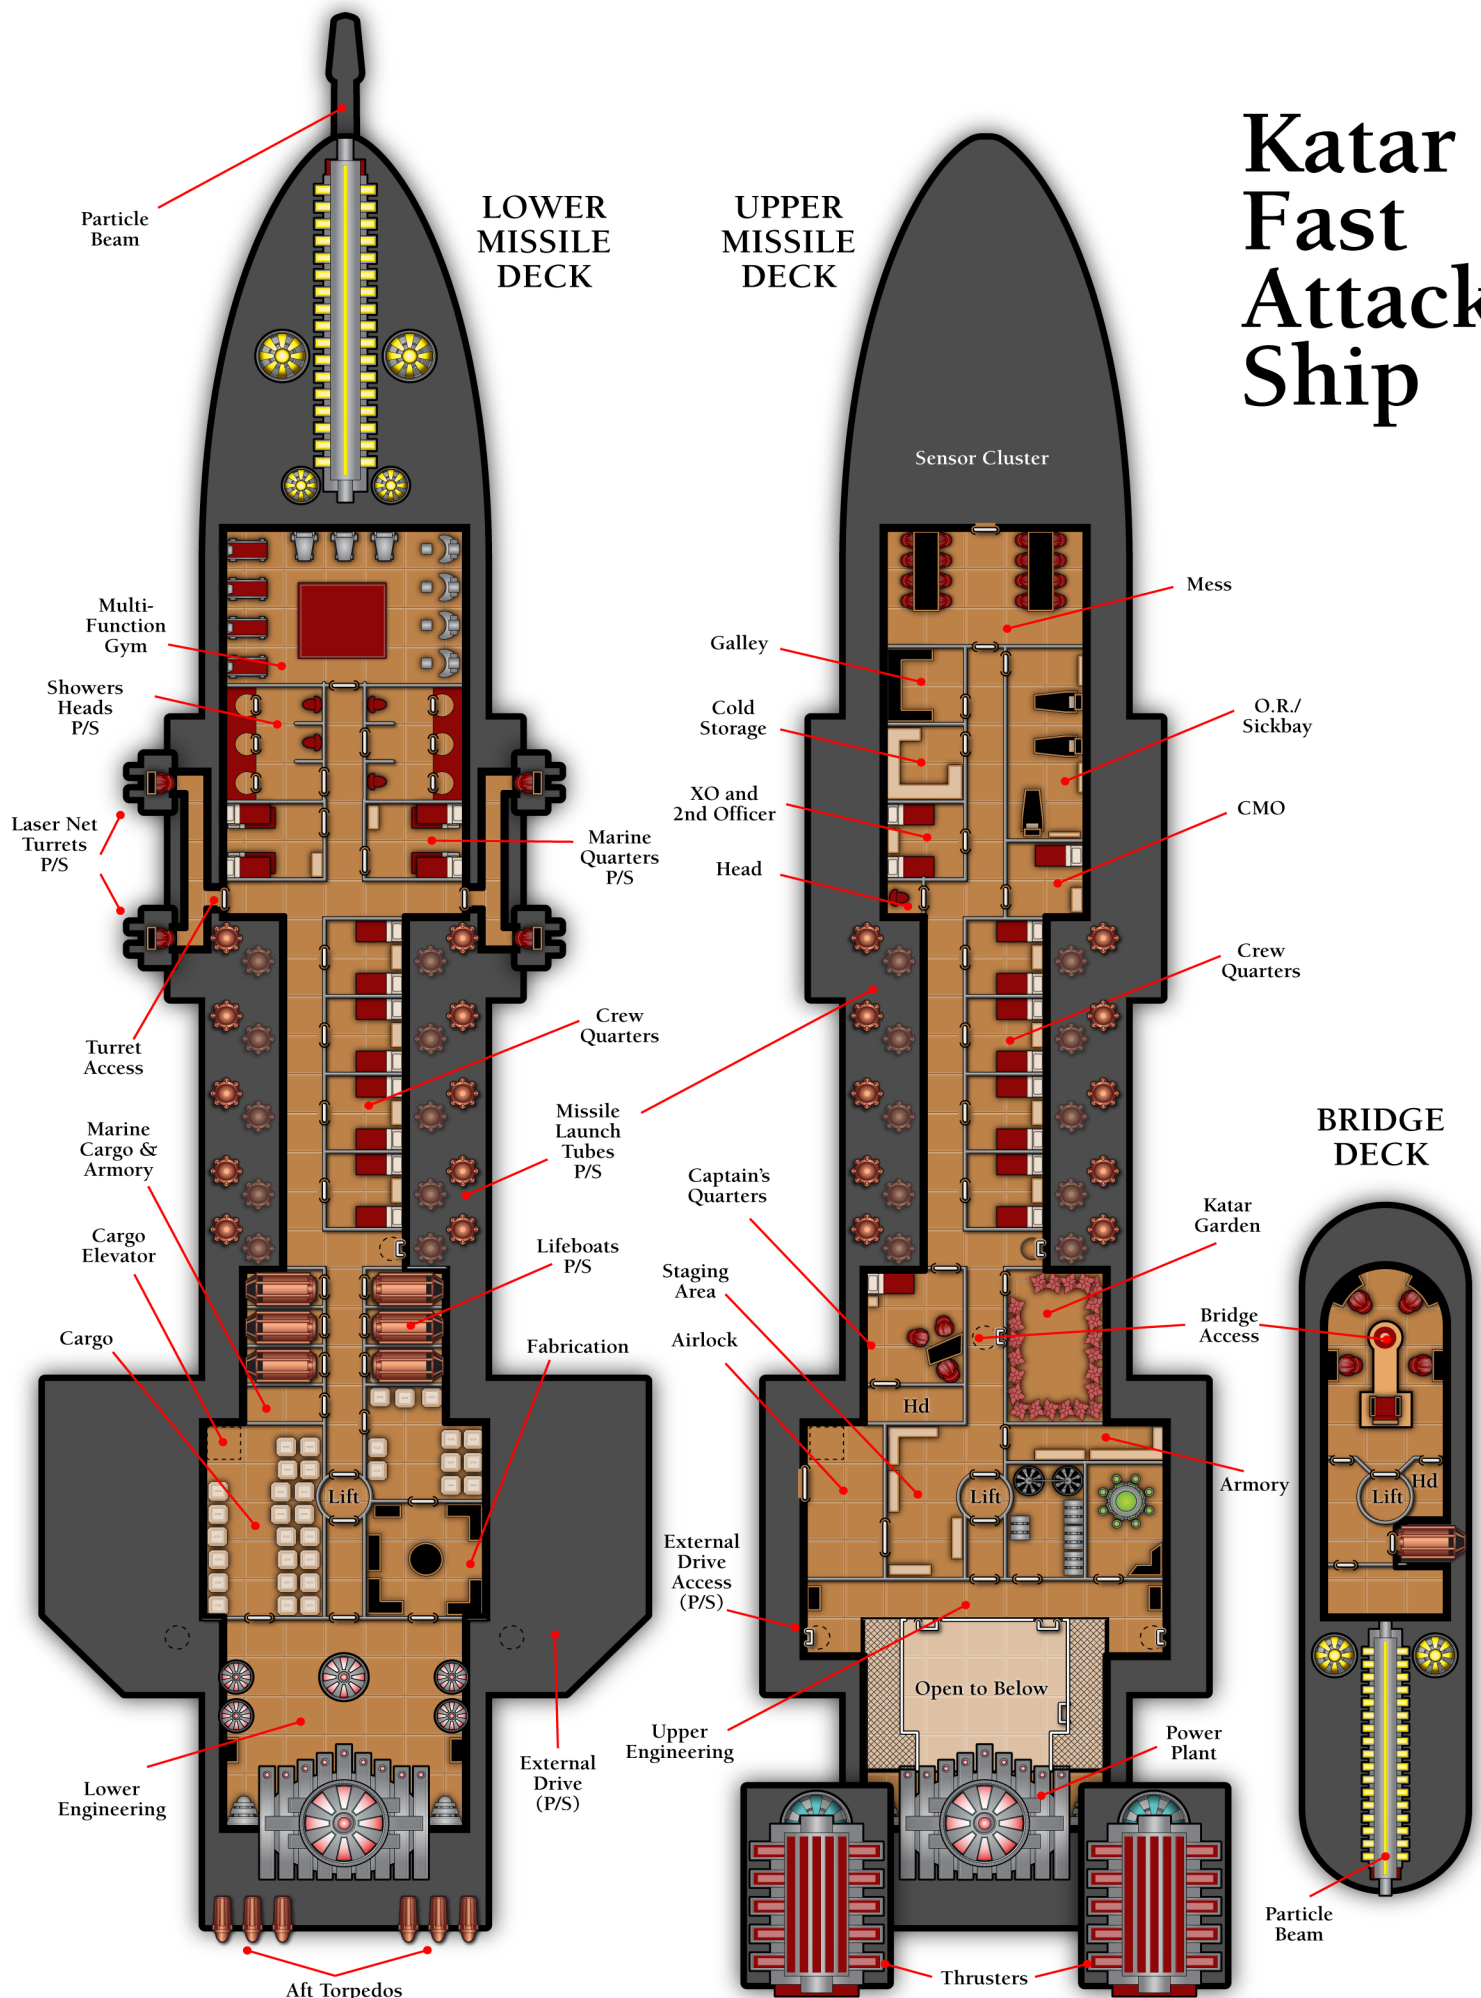 Katar
Fast
Attack
Ship
LOWER
MISSILE
DECK
UPPER
MISSILE
DECK
Particle
Beam
Multi-
Function
Gym
Showers
Heads
P/S
Laser Net
Turrets
P/S
Marine
Quarters
P/S
Turret
Access
Crew
Quarters
Marine
Cargo &
Armory
Missile
Launch
Tubes
P/S
Cargo
Elevator
Lifeboats
P/S
Cargo
Fabrication
Lift
Lower
Engineering
External
Drive
(P/S)
Aft Torpedos
Sensor Cluster
Mess
Galley
Cold
Storage
O.R./
Sickbay
XO and
2nd Officer
CMO
Head
Crew
Quarters
Captain's
Quarters
Katar
Garden
Staging
Area
Bridge
Access
Airlock
Hd
Armory
Lift
External
Drive
Access
(P/S)
Open to Below
Upper
Engineering
Power
Plant
Thrusters
BRIDGE
DECK
Lift
Hd
Particle
Beam